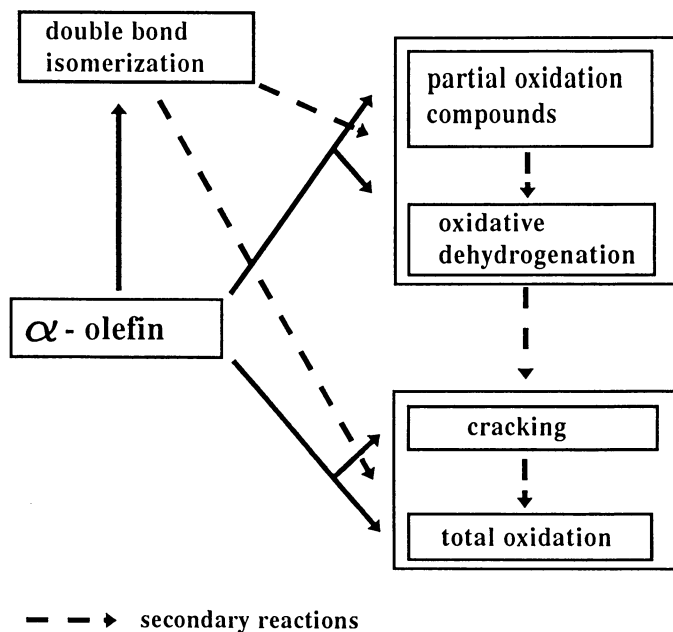 double bond
isomerization
partial oxidation
compounds
oxidative
dehydrogenation
α - olefin
cracking
total oxidation
secondary reactions